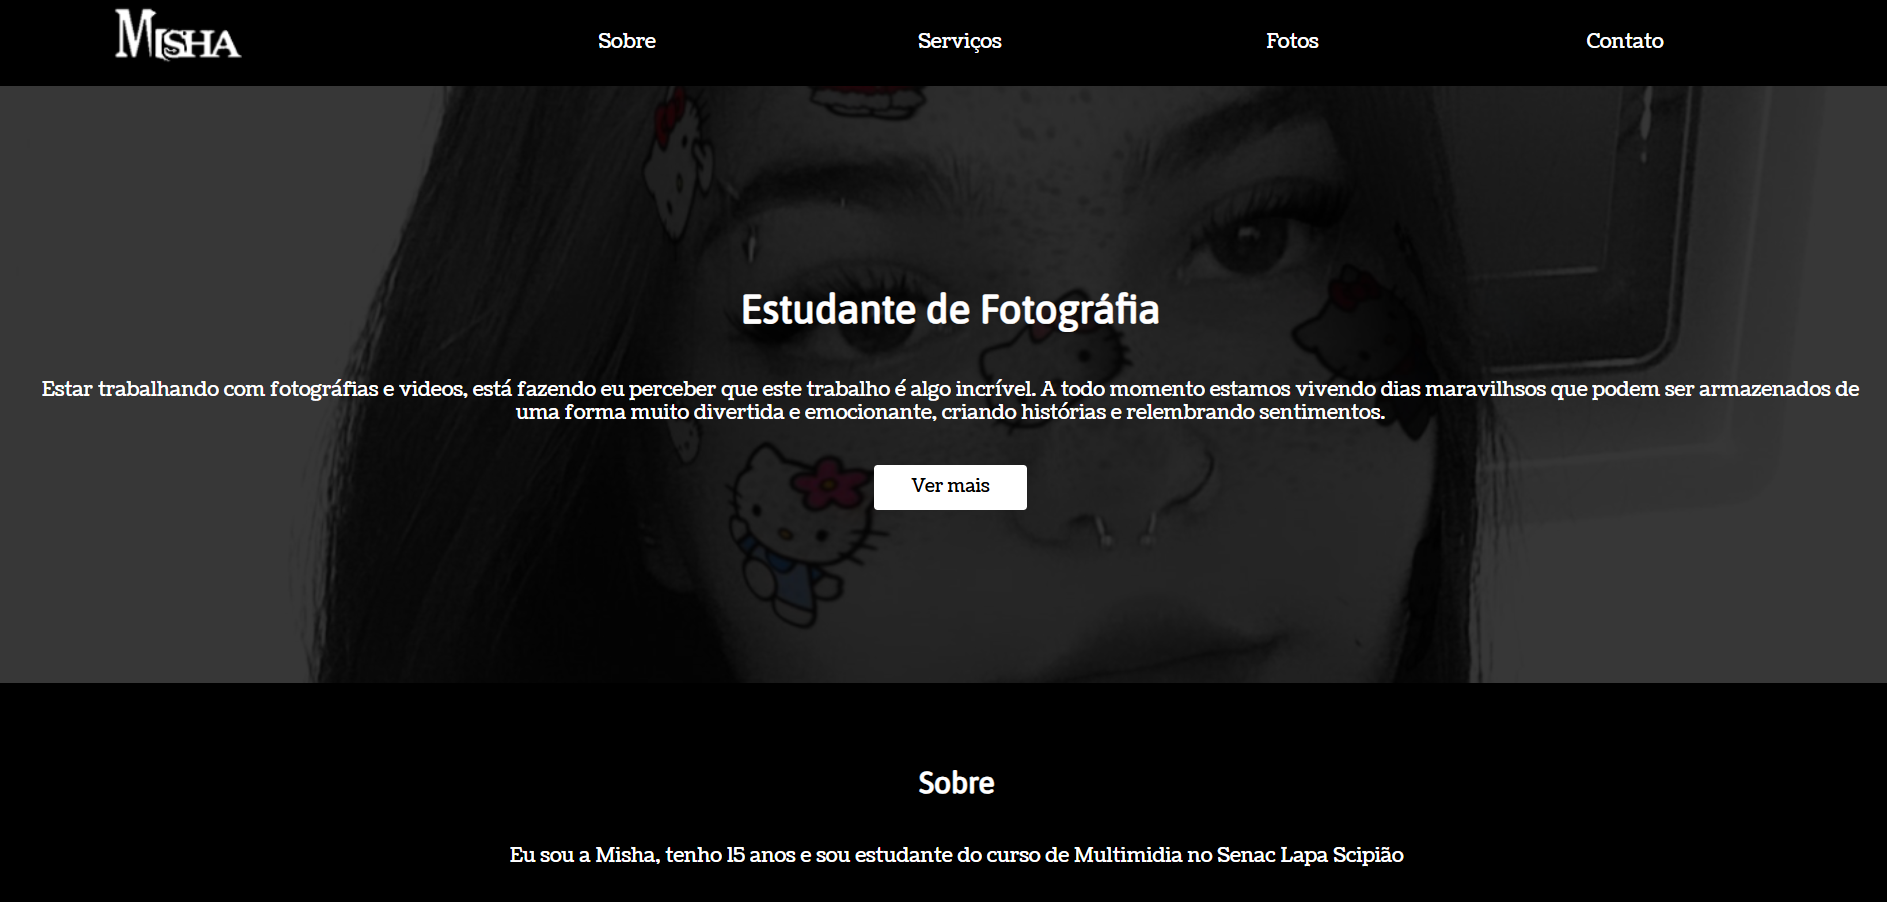 MISHA
Sobre
Serviços
Fotos
Contato
Estudante de Fotográfia
Estar trabalhando com fotográfias e videos, está fazendo eu perceber que este trabalho é algo incrível. A todo momento estamos vivendo dias maravilhsos que podem ser armazenados de
uma forma muito divertida e emocionante, criando histórias e relembrando sentimentos.
Ver mais
Sobre
Eu sou a Misha, tenho 15 anos e sou estudante do curso de Multimidia no Senac Lapa Scipião